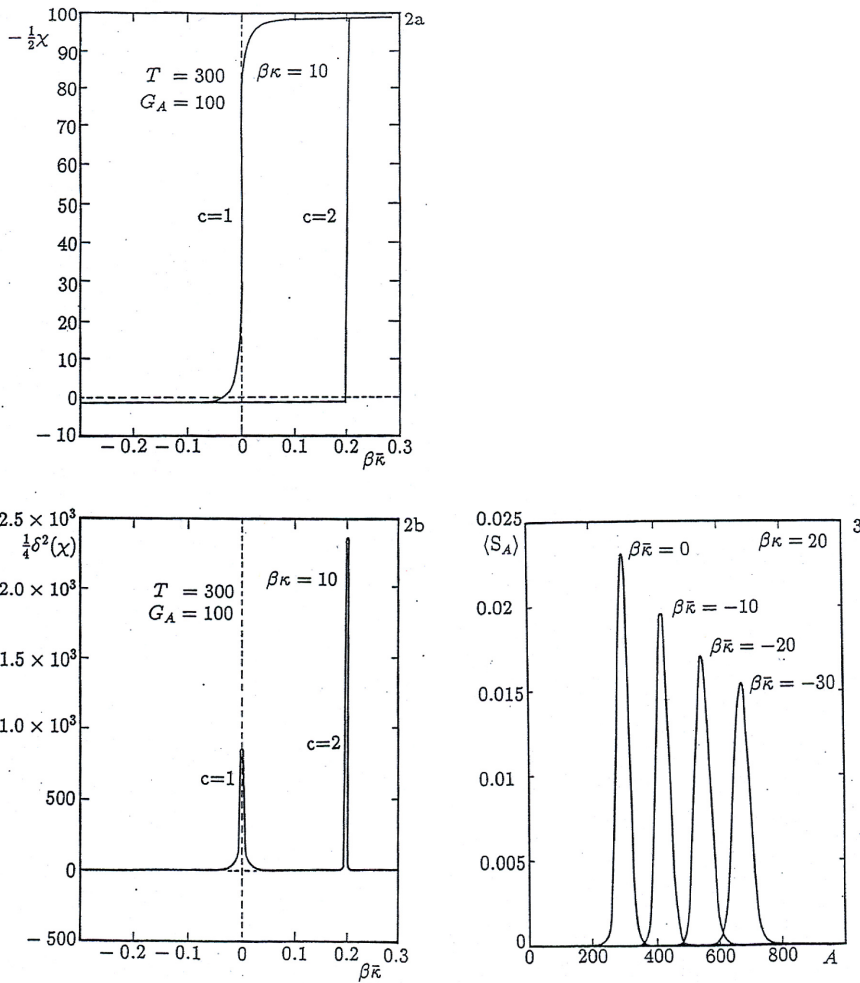 2a
− ½χ
100
90
80
70
60
50
40
30
20
10
0
− 10
T = 300
G_A = 100
βκ = 10
c=1
c=2
− 0.2 − 0.1 0 0.1 0.2 0.3
βκ̄
2b
2.5 × 10³
¼δ²(χ)
2.0 × 10³
1.5 × 10³
1.0 × 10³
500
0
− 500
T = 300
G_A = 100
βκ = 10
c=1
c=2
− 0.2 − 0.1 0 0.1 0.2 0.3
βκ̄
3
0.025
⟨S_A⟩
0.02
0.015
0.01
0.005
0
βκ = 20
βκ̄ = 0
βκ̄ = −10
βκ̄ = −20
βκ̄ = −30
0 200 400 600 800 A